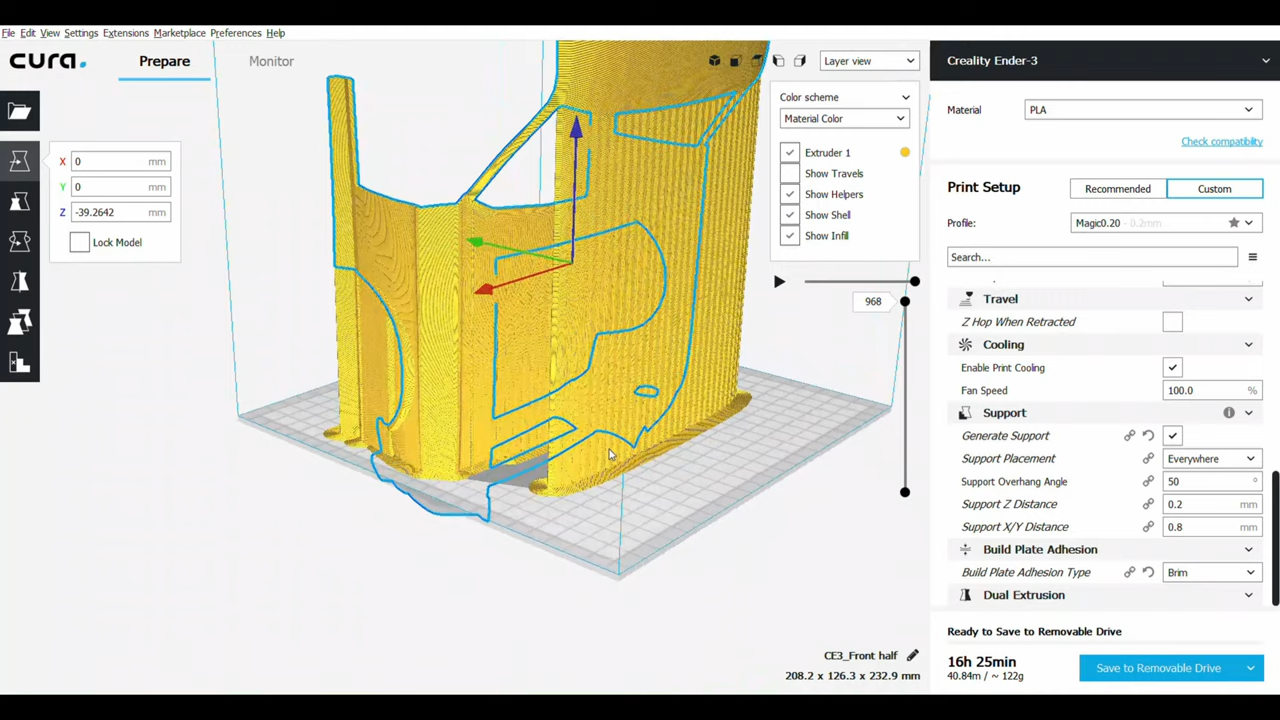 File Edit View Settings Extensions Marketplace Preferences Help
cura.
Prepare
Monitor
X 0 mm
Y 0 mm
Z -39.2642 mm
Lock Model
Layer view
Color scheme
Material Color
Extruder 1
Show Travels
Show Helpers
Show Shell
Show Infill
968
Creality Ender-3
Material PLA
Check compatibility
Print Setup Recommended Custom
Profile: Magic0.20 - 0.2mm
Search...
Travel
Z Hop When Retracted
Cooling
Enable Print Cooling
Fan Speed 100.0 %
Support
Generate Support
Support Placement Everywhere
Support Overhang Angle 50 °
Support Z Distance 0.2 mm
Support X/Y Distance 0.8 mm
Build Plate Adhesion
Build Plate Adhesion Type Brim
Dual Extrusion
Ready to Save to Removable Drive
16h 25min
40.84m / ~ 122g
Save to Removable Drive
CE3_Front half
208.2 x 126.3 x 232.9 mm